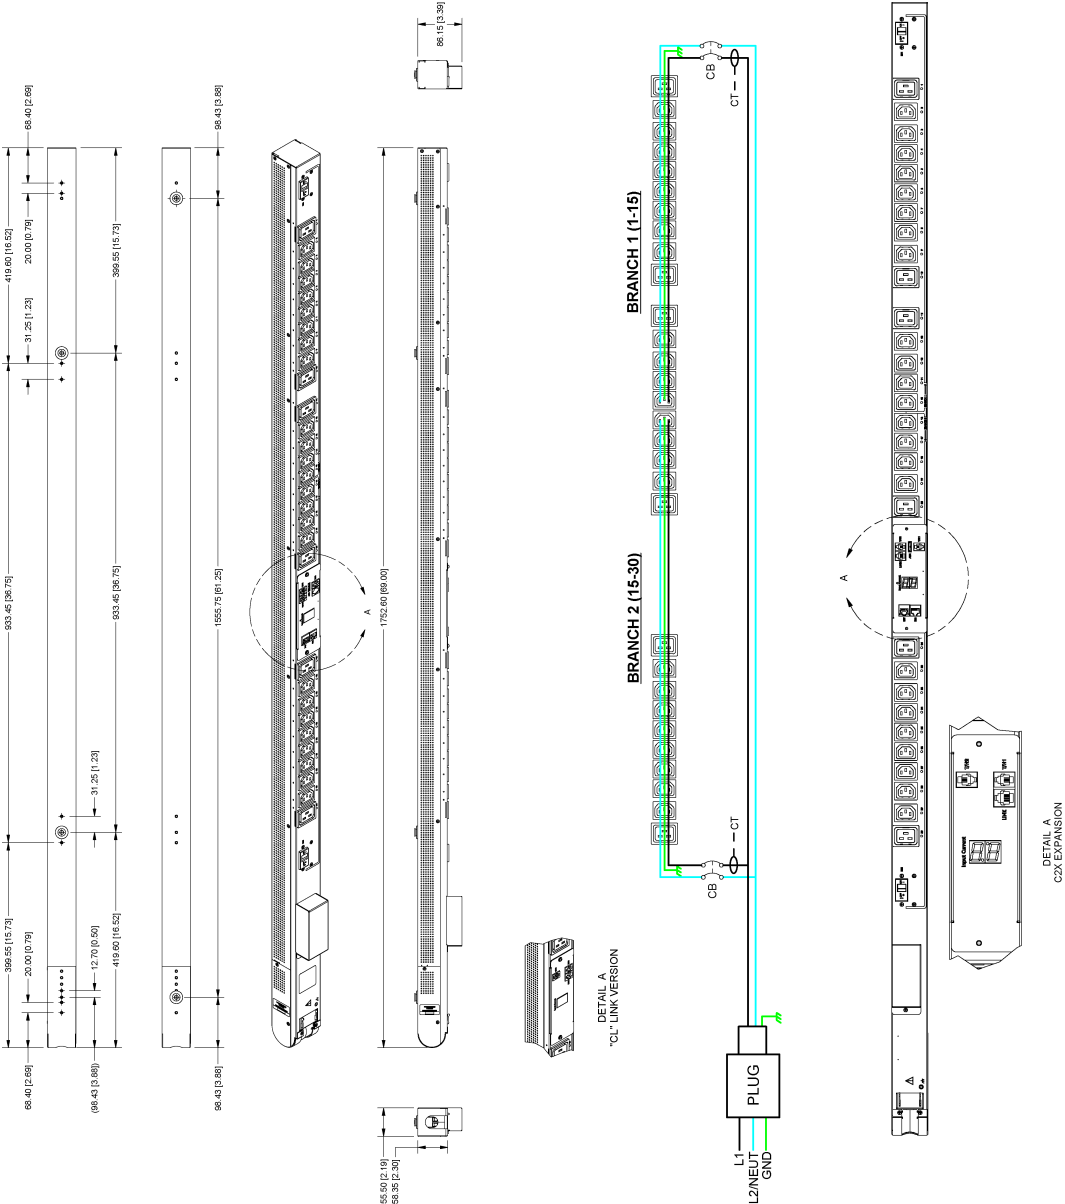 86.15 [3.39]
68.40 [2.69]
98.43 [3.88]
419.60 [16.52]
20.00 [0.79]
399.55 [15.73]
31.25 [1.23]
933.45 [36.75]
933.45 [36.75]
1555.75 [61.25]
1752.60 [69.00]
A
31.25 [1.23]
399.55 [15.73]
20.00 [0.79]
12.70 [0.50]
419.60 [16.52]
68.40 [2.69]
(98.43 [3.88])
98.43 [3.88]
55.50 [2.19]
58.35 [2.30]
DETAIL A
"CL" LINK VERSION
CB
CT
BRANCH 1 (1-15)
BRANCH 2 (15-30)
CT
CB
PLUG
L1
L2/NEUT
GND
A
Input Current
LINK
DETAIL A
C2X EXPANSION